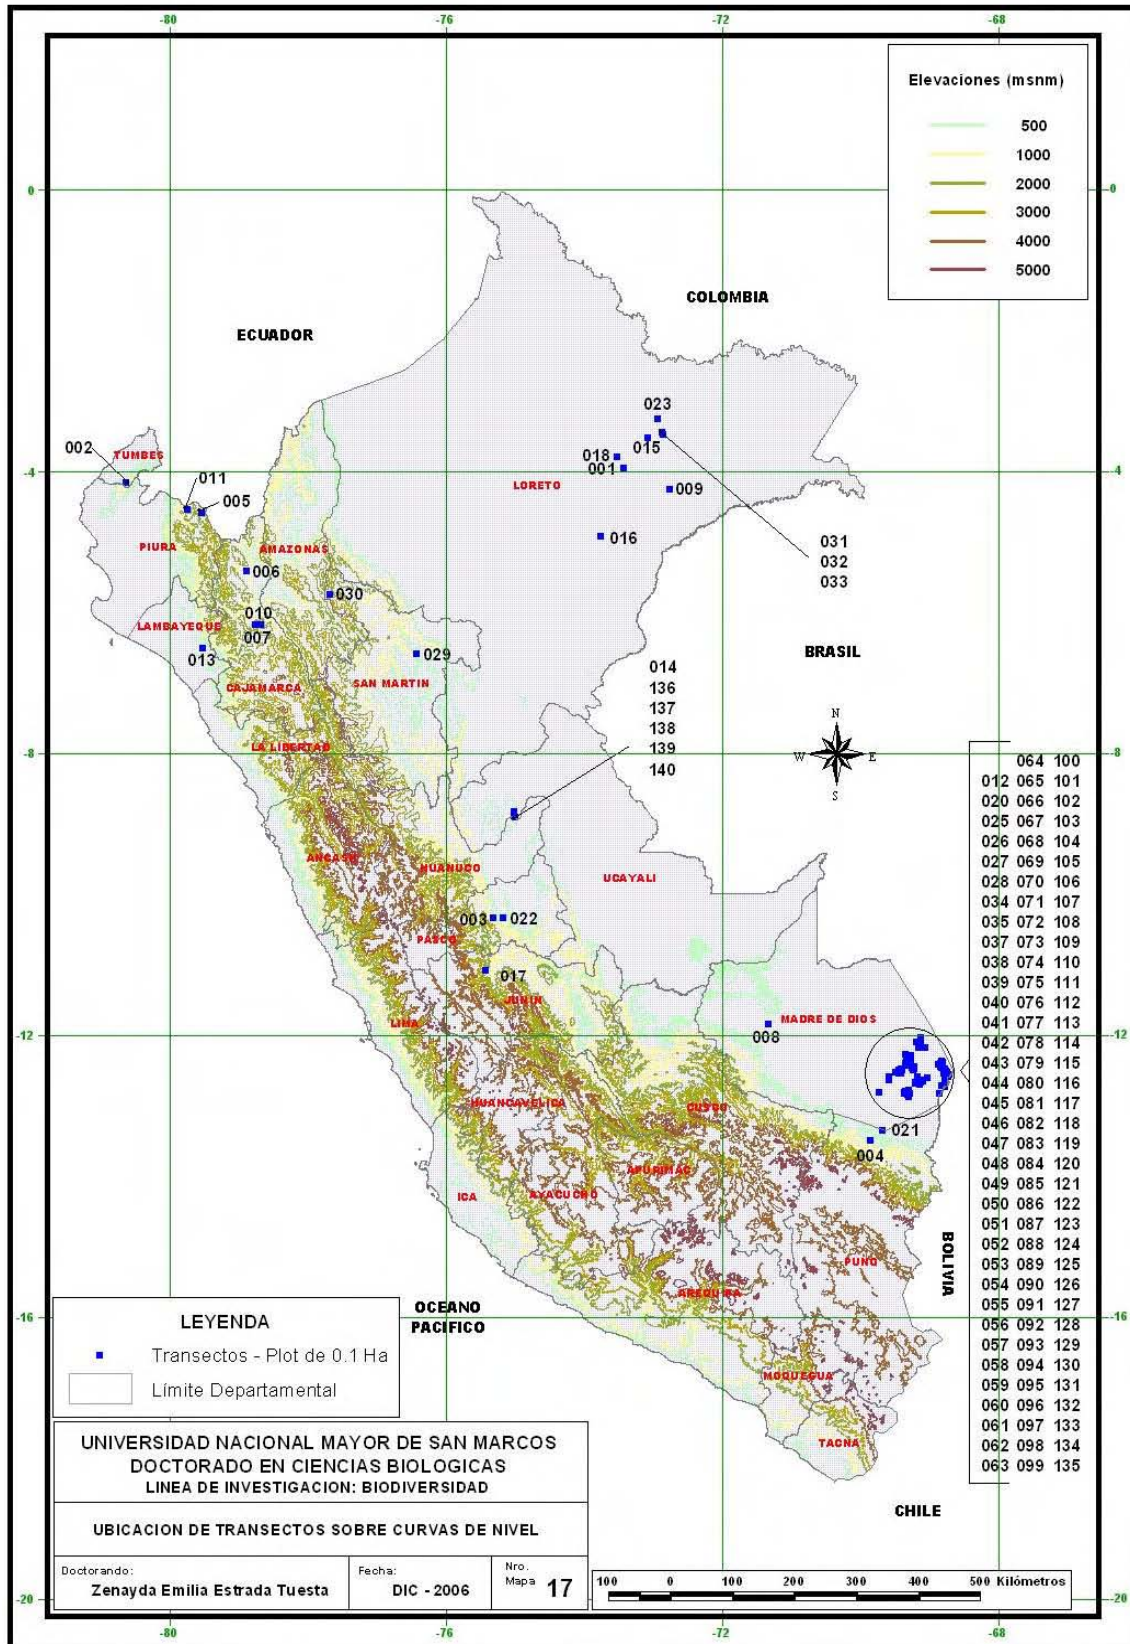 -80 -76 -72 -68
Elevaciones (msnm)
500
1000
2000
3000
4000
5000
0 0
COLOMBIA
ECUADOR
023
002
TUMBES
018
015
-4 -4
001
011
LORETO
009
005
016
031
PIURA
AMAZONAS
032
006
033
030
010
LAMBAYEQUE
007
BRASIL
029
013
014
SAN MARTIN
CAJAMARCA
136
137
N
138
LA LIBERTAD
139
-8 -8
W E
140
S
064 100
012 065 101
020 066 102
025 067 103
026 068 104
027 069 105
028 070 106
034 071 107
035 072 108
037 073 109
038 074 110
039 075 111
040 076 112
041 077 113
042 078 114
043 079 115
044 080 116
045 081 117
046 082 118
047 083 119
048 084 120
049 085 121
050 086 122
051 087 123
052 088 124
053 089 125
054 090 126
055 091 127
056 092 128
057 093 129
058 094 130
059 095 131
060 096 132
061 097 133
062 098 134
063 099 135
ANCASH
HUANUCO
UCAYALI
003 022
PASCO
017
JUNIN
LIMA
MADRE DE DIOS
008
-12 -12
HUANCAVELICA
CUSCO
021
004
APURIMAC
ICA
AYACUCHO
BOLIVIA
PUNO
AREQUIPA
OCEANO
PACIFICO
-16 -16
MOQUEGUA
TACNA
CHILE
LEYENDA
Transectos - Plot de 0.1 Ha
Límite Departamental
UNIVERSIDAD NACIONAL MAYOR DE SAN MARCOS
DOCTORADO EN CIENCIAS BIOLOGICAS
LINEA DE INVESTIGACION: BIODIVERSIDAD
UBICACION DE TRANSECTOS SOBRE CURVAS DE NIVEL
Doctorando:
Zenayda Emilia Estrada Tuesta
Fecha:
DIC - 2006
Nro.
Mapa 17
100 0 100 200 300 400 500 Kilómetros
-20 -20
-80 -76 -72 -68